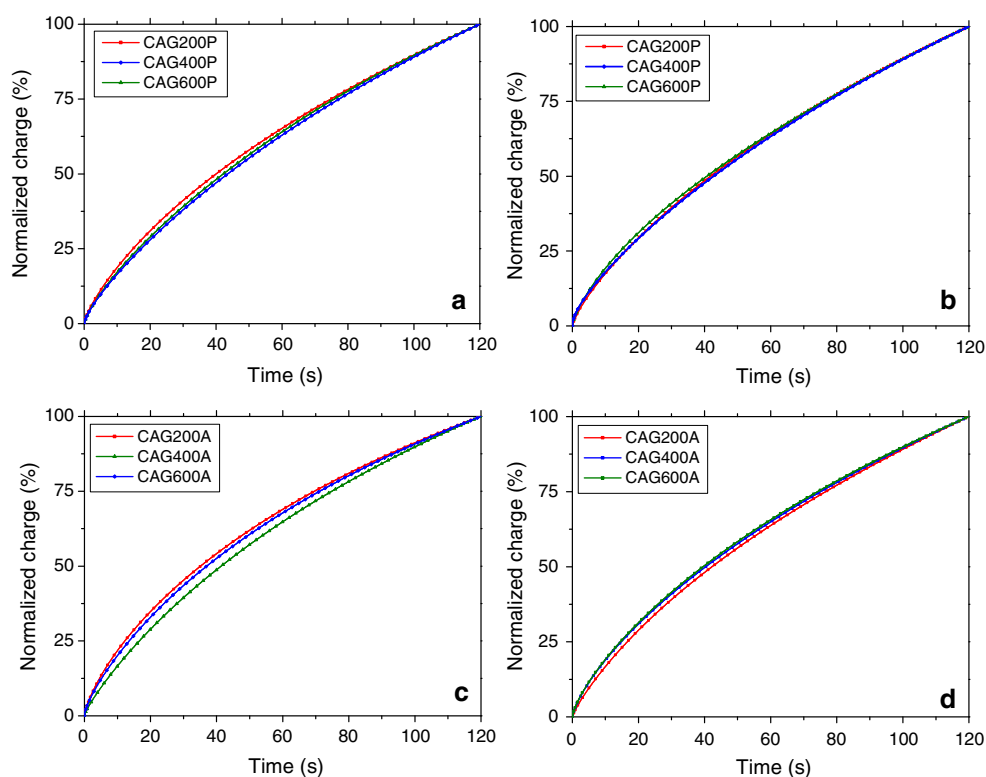 Normalized charge (%)
100
75
50
25
0
CAG200P
CAG400P
CAG600P
a
0 20 40 60 80 100 120
Time (s)
Normalized charge (%)
100
75
50
25
0
CAG200P
CAG400P
CAG600P
b
0 20 40 60 80 100 120
Time (s)
Normalized charge (%)
100
75
50
25
0
CAG200A
CAG400A
CAG600A
c
0 20 40 60 80 100 120
Time (s)
Normalized charge (%)
100
75
50
25
0
CAG200A
CAG400A
CAG600A
d
0 20 40 60 80 100 120
Time (s)